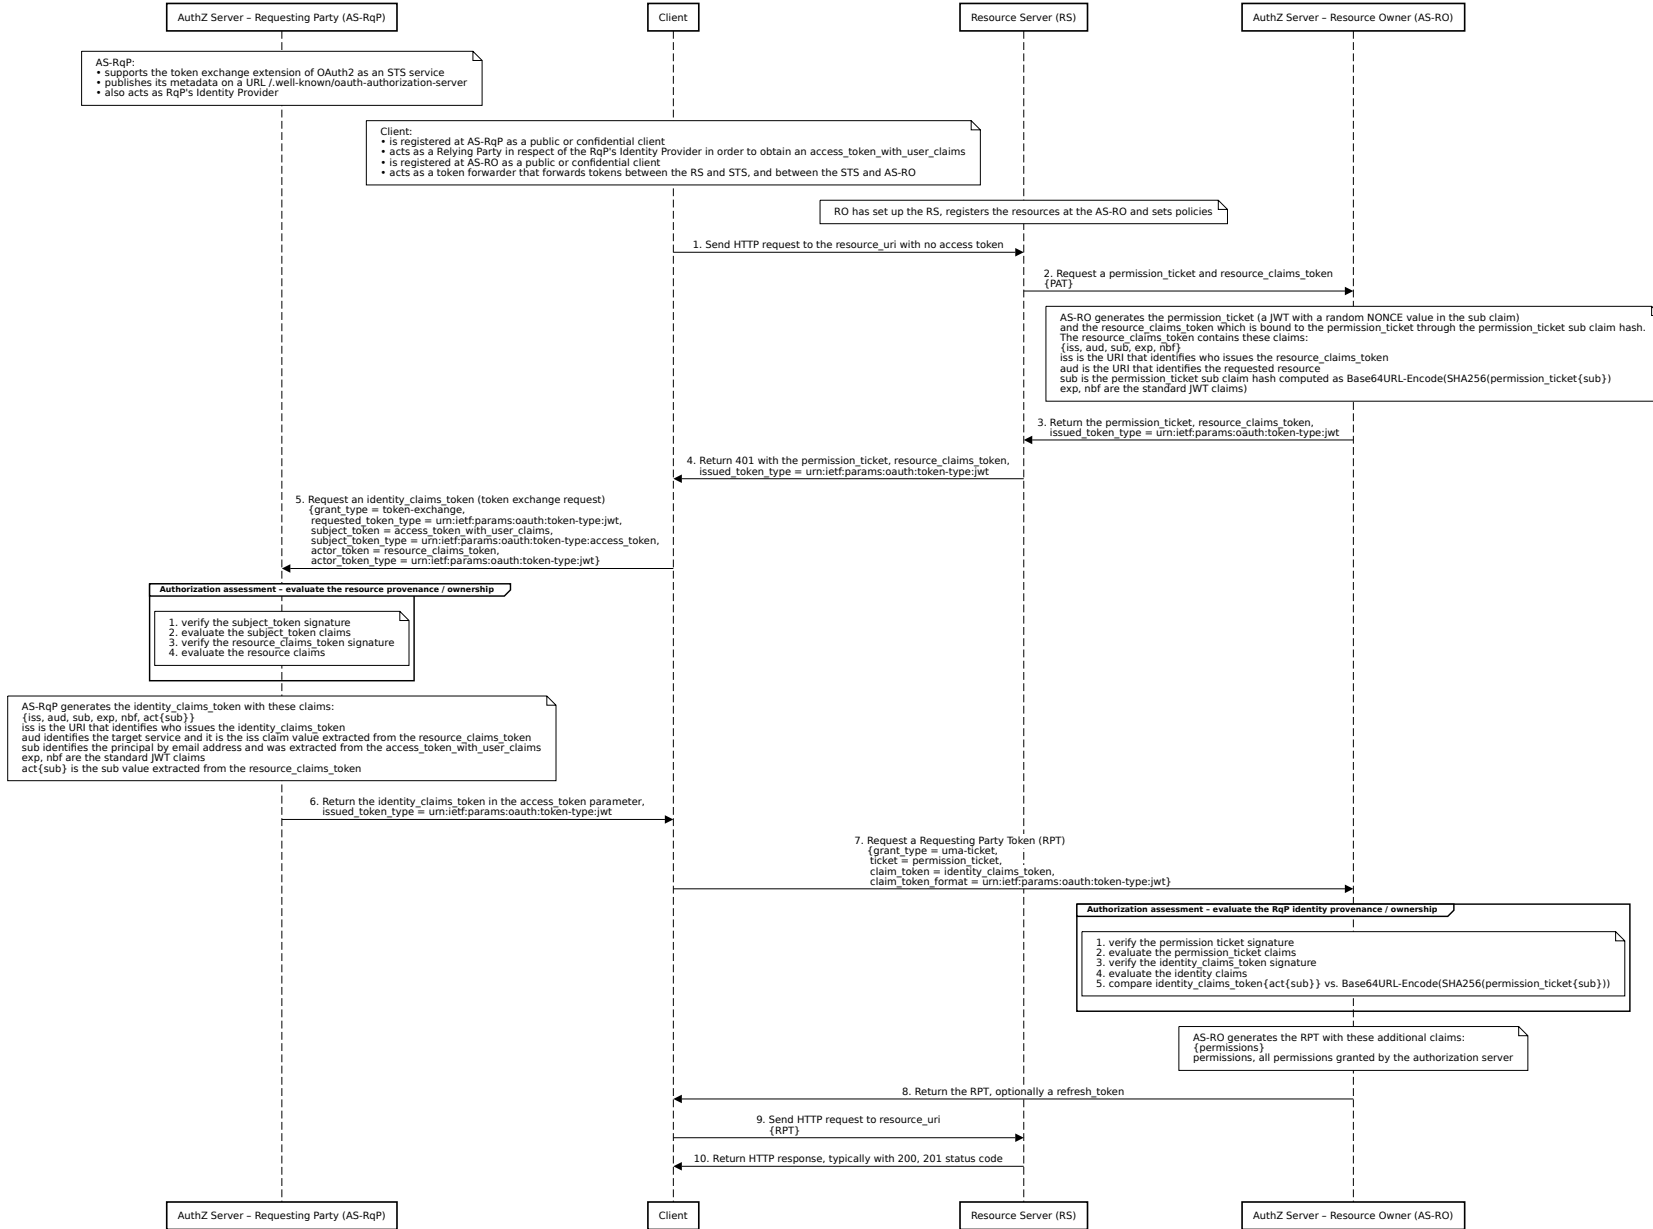 AuthZ Server – Requesting Party (AS-RqP)
Client
Resource Server (RS)
AuthZ Server – Resource Owner (AS-RO)
AS-RqP:
• supports the token exchange extension of OAuth2 as an STS service
• publishes its metadata on a URL /.well-known/oauth-authorization-server
• also acts as RqP's Identity Provider
Client:
• is registered at AS-RqP as a public or confidential client
• acts as a Relying Party in respect of the RqP's Identity Provider in order to obtain an access_token_with_user_claims
• is registered at AS-RO as a public or confidential client
• acts as a token forwarder that forwards tokens between the RS and STS, and between the STS and AS-RO
RO has set up the RS, registers the resources at the AS-RO and sets policies
1. Send HTTP request to the resource_uri with no access token
2. Request a permission_ticket and resource_claims_token
{PAT}
AS-RO generates the permission_ticket (a JWT with a random NONCE value in the sub claim)
and the resource_claims_token which is bound to the permission_ticket through the permission_ticket sub claim hash.
The resource_claims_token contains these claims:
{iss, aud, sub, exp, nbf}
iss is the URI that identifies who issues the resource_claims_token
aud is the URI that identifies the requested resource
sub is the permission_ticket sub claim hash computed as Base64URL-Encode(SHA256(permission_ticket{sub})
exp, nbf are the standard JWT claims)
3. Return the permission_ticket, resource_claims_token,
issued_token_type = urn:ietf:params:oauth:token-type:jwt
4. Return 401 with the permission_ticket, resource_claims_token,
issued_token_type = urn:ietf:params:oauth:token-type:jwt
5. Request an identity_claims_token (token exchange request)
{grant_type = token-exchange,
requested_token_type = urn:ietf:params:oauth:token-type:jwt,
subject_token = access_token_with_user_claims,
subject_token_type = urn:ietf:params:oauth:token-type:access_token,
actor_token = resource_claims_token,
actor_token_type = urn:ietf:params:oauth:token-type:jwt}
Authorization assessment – evaluate the resource provenance / ownership
1. verify the subject_token signature
2. evaluate the subject_token claims
3. verify the resource_claims_token signature
4. evaluate the resource claims
AS-RqP generates the identity_claims_token with these claims:
{iss, aud, sub, exp, nbf, act{sub}}
iss is the URI that identifies who issues the identity_claims_token
aud identifies the target service and it is the iss claim value extracted from the resource_claims_token
sub identifies the principal by email address and was extracted from the access_token_with_user_claims
exp, nbf are the standard JWT claims
act{sub} is the sub value extracted from the resource_claims_token
6. Return the identity_claims_token in the access_token parameter,
issued_token_type = urn:ietf:params:oauth:token-type:jwt
7. Request a Requesting Party Token (RPT)
{grant_type = uma-ticket,
ticket = permission_ticket,
claim_token = identity_claims_token,
claim_token_format = urn:ietf:params:oauth:token-type:jwt}
Authorization assessment – evaluate the RqP identity provenance / ownership
1. verify the permission ticket signature
2. evaluate the permission_ticket claims
3. verify the identity_claims_token signature
4. evaluate the identity claims
5. compare identity_claims_token{act{sub}} vs. Base64URL-Encode(SHA256(permission_ticket{sub}))
AS-RO generates the RPT with these additional claims:
{permissions}
permissions, all permissions granted by the authorization server
8. Return the RPT, optionally a refresh_token
9. Send HTTP request to resource_uri
{RPT}
10. Return HTTP response, typically with 200, 201 status code
AuthZ Server – Requesting Party (AS-RqP)
Client
Resource Server (RS)
AuthZ Server – Resource Owner (AS-RO)